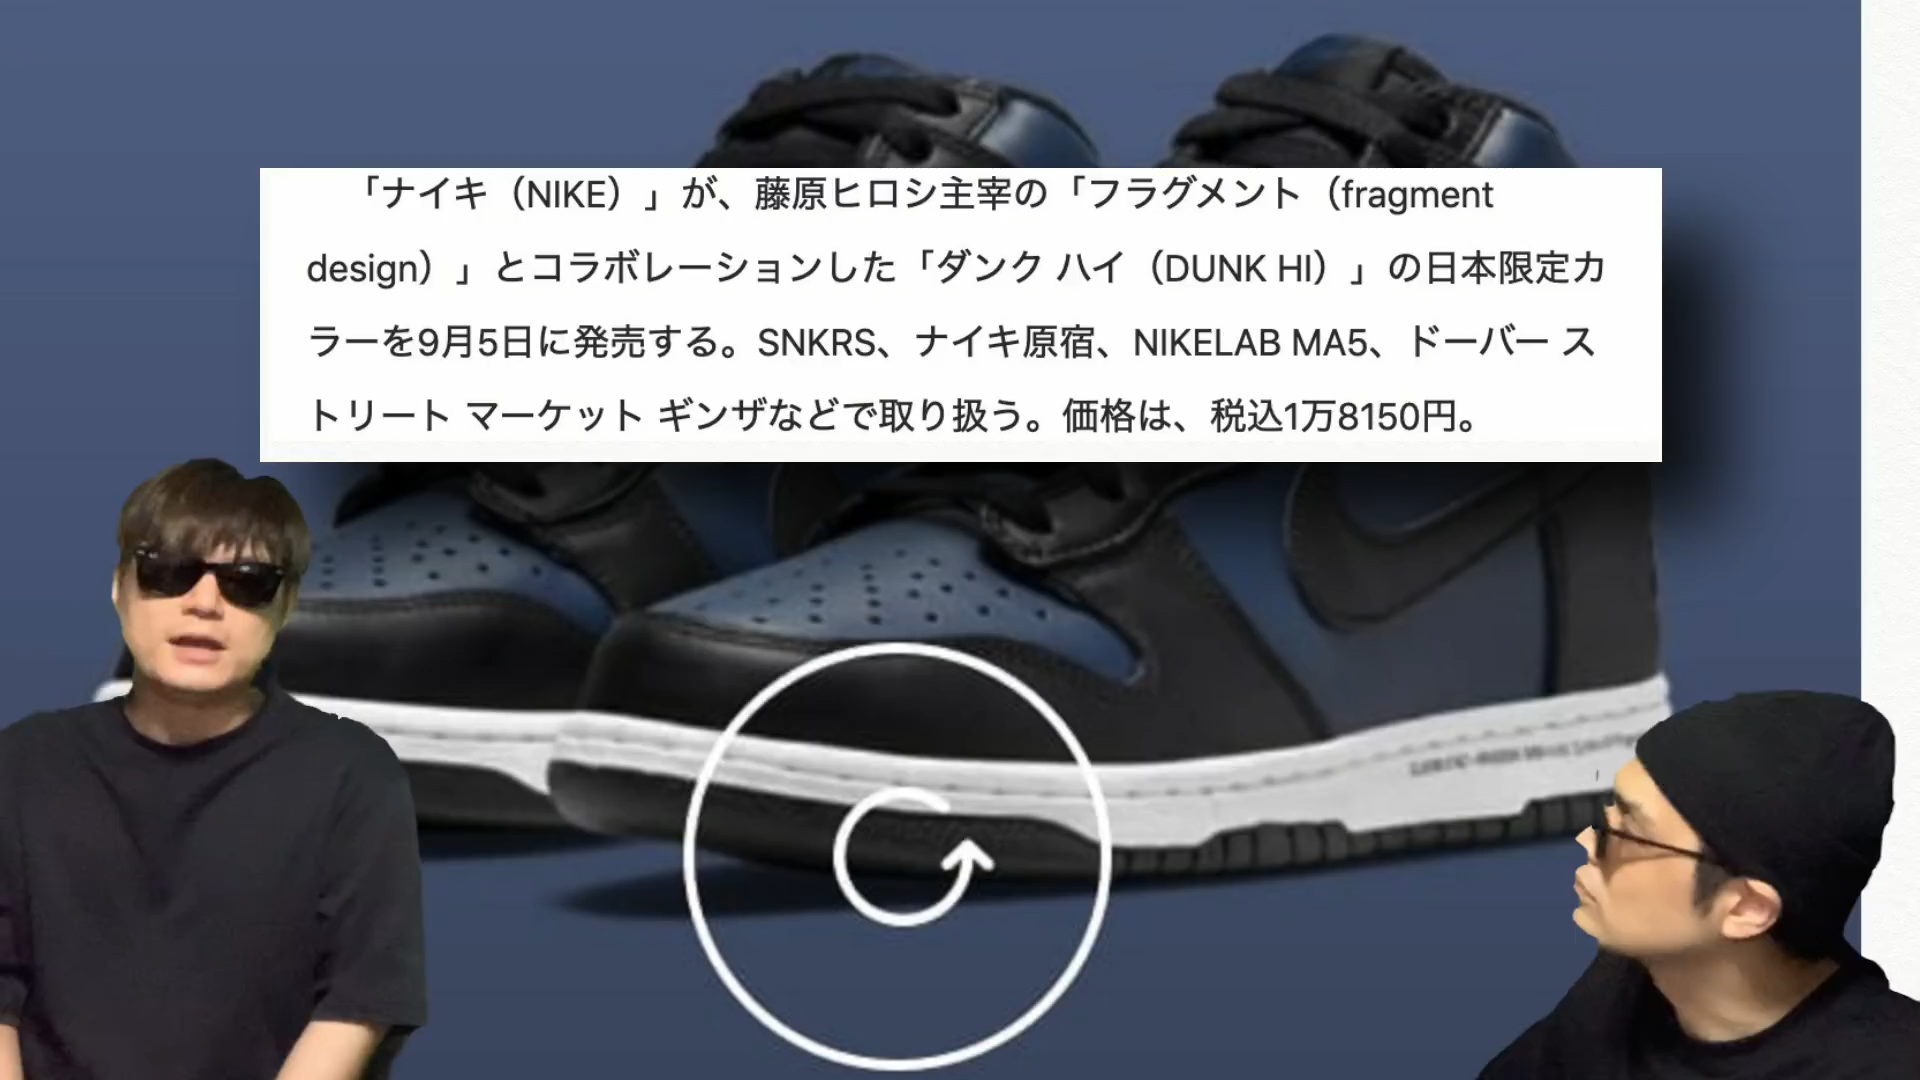 「ナイキ（NIKE）」が、藤原ヒロシ主宰の「フラグメント（fragment
design）」とコラボレーションした「ダンク ハイ（DUNK HI）」の日本限定カ
ラーを9月5日に発売する。SNKRS、ナイキ原宿、NIKELAB MA5、ドーバー ス
トリート マーケット ギンザなどで取り扱う。価格は、税込1万8150円。